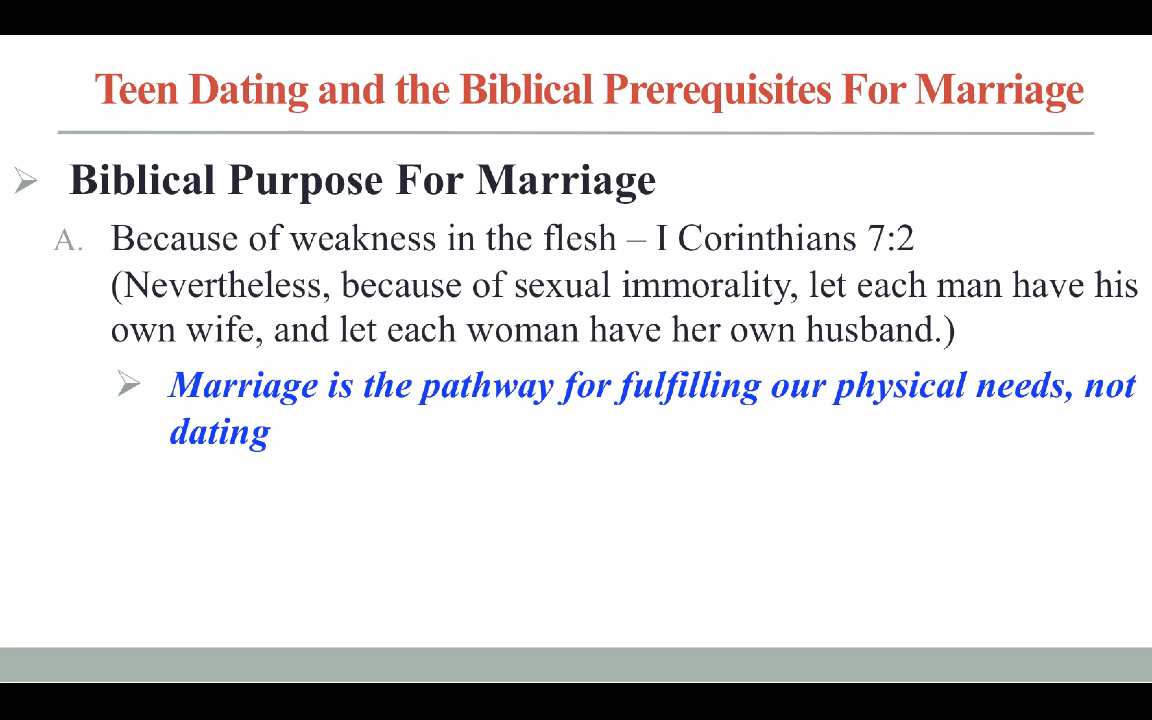 Teen Dating and the Biblical Prerequisites For Marriage
➢ Biblical Purpose For Marriage
A. Because of weakness in the flesh – I Corinthians 7:2
(Nevertheless, because of sexual immorality, let each man have his
own wife, and let each woman have her own husband.)
➢ Marriage is the pathway for fulfilling our physical needs, not
dating